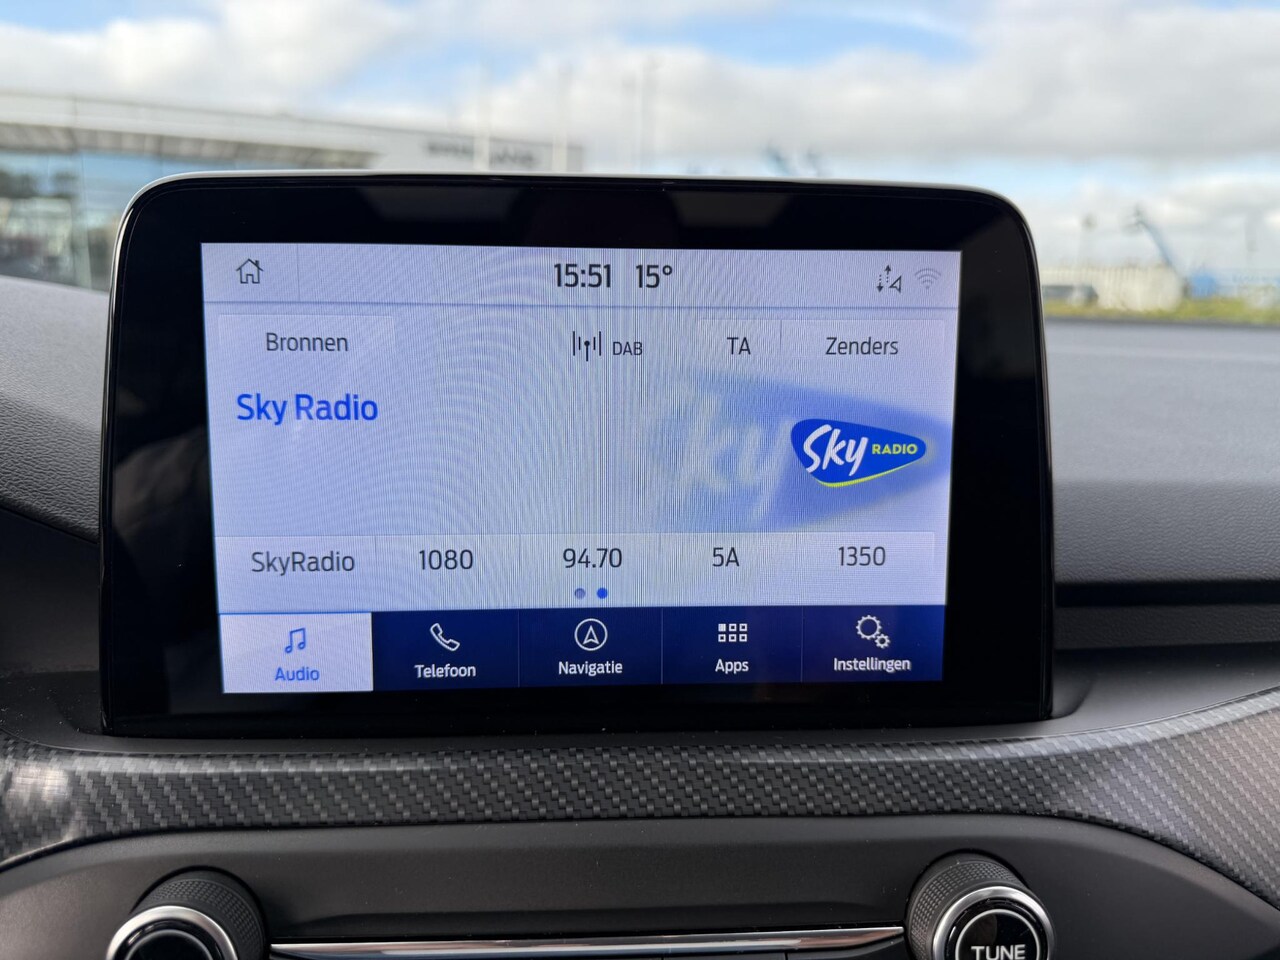 15:51 15°
Bronnen
DAB
TA
Zenders
Sky Radio
Sky RADIO
SkyRadio
1080
94.70
5A
1350
Audio
Telefoon
Navigatie
Apps
Instellingen
TUNE